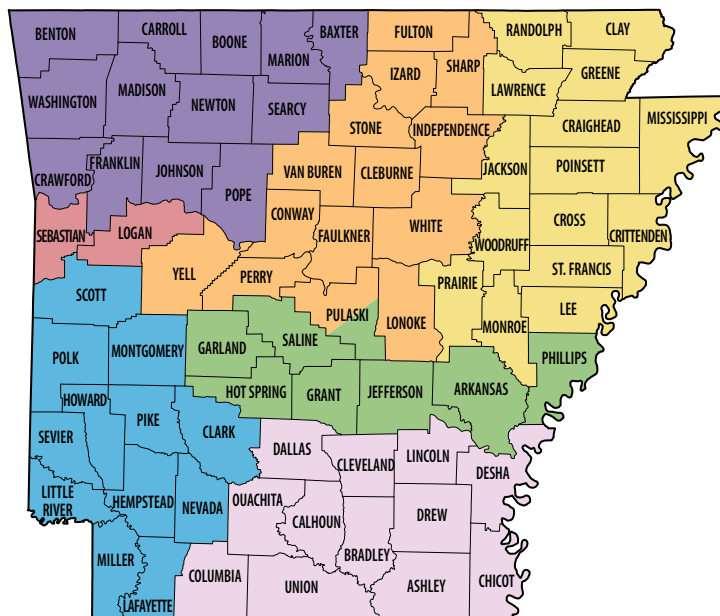 BENTON
CARROLL
BOONE
MARION
BAXTER
FULTON
RANDOLPH
CLAY
IZARD
SHARP
LAWRENCE
GREENE
WASHINGTON
MADISON
NEWTON
SEARCY
STONE
INDEPENDENCE
CRAIGHEAD
MISSISSIPPI
CRAWFORD
FRANKLIN
JOHNSON
POPE
VAN BUREN
CLEBURNE
JACKSON
POINSETT
SEBASTIAN
LOGAN
CONWAY
FAULKNER
WHITE
WOODRUFF
CROSS
CRITTENDEN
SCOTT
YELL
PERRY
PULASKI
LONOKE
PRAIRIE
MONROE
ST. FRANCIS
LEE
POLK
MONTGOMERY
GARLAND
SALINE
HOT SPRING
GRANT
JEFFERSON
ARKANSAS
PHILLIPS
HOWARD
PIKE
CLARK
DALLAS
CLEVELAND
LINCOLN
DESHA
SEVIER
LITTLE
RIVER
HEMPSTEAD
NEVADA
OUACHITA
CALHOUN
BRADLEY
DREW
MILLER
LAFAYETTE
COLUMBIA
UNION
ASHLEY
CHICOT